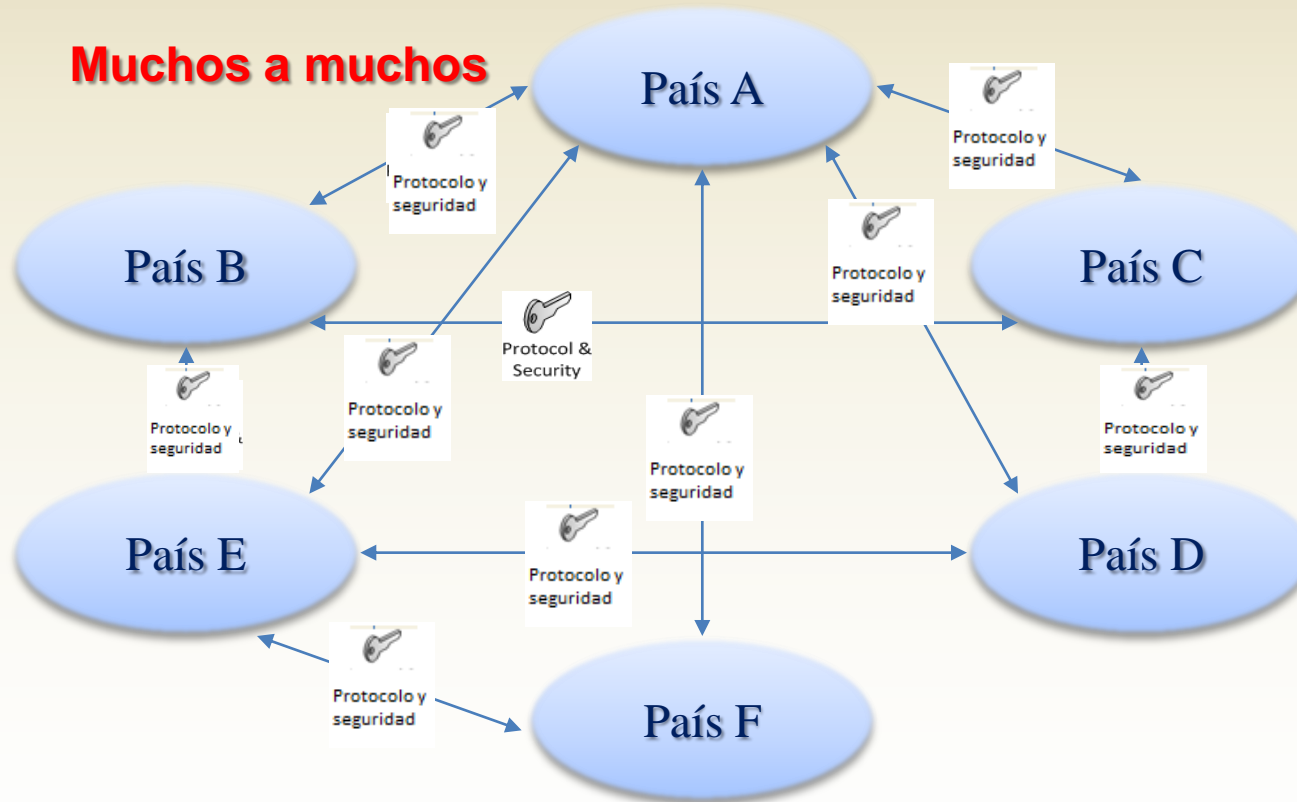 Muchos a muchos
País A
Protocolo y
seguridad
Protocolo y
seguridad
País B
Protocolo y
seguridad
País C
Protocol &
Security
Protocolo y
seguridad
Protocolo y
seguridad
&
Protocolo y
seguridad
Protocolo y
seguridad
País E
Protocolo y
seguridad
País D
Protocolo y
seguridad
País F